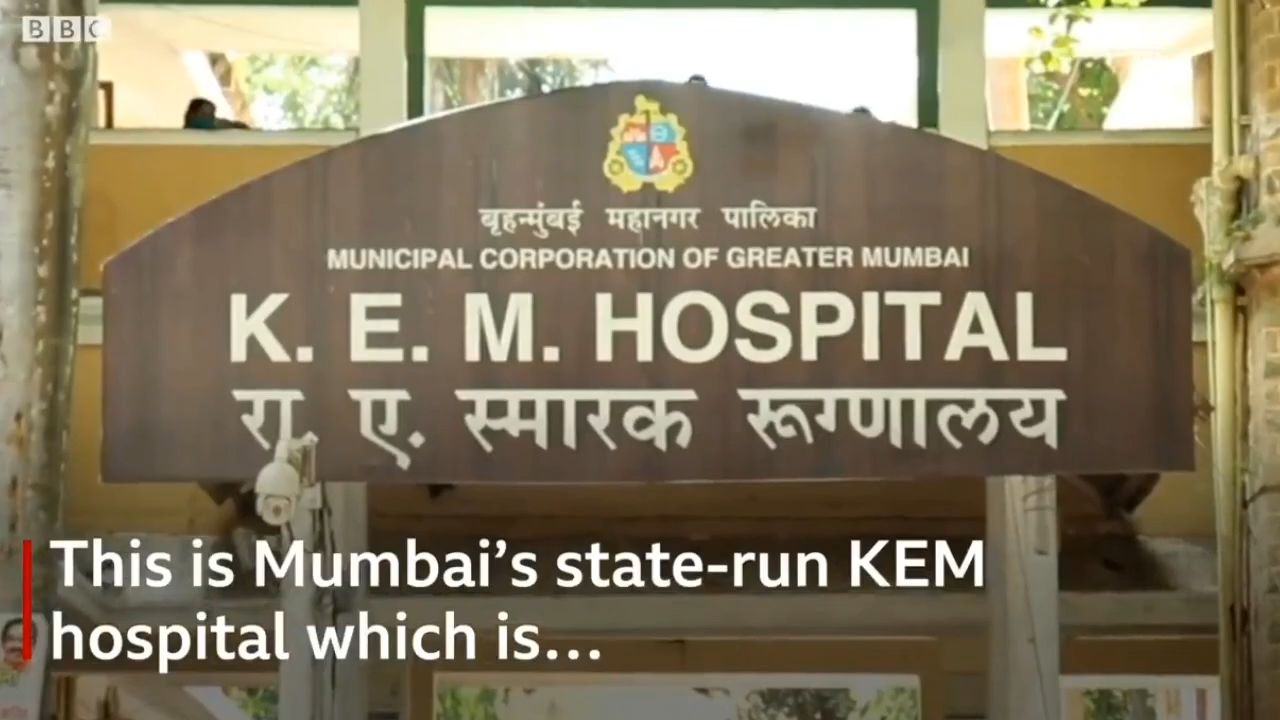 BBC
बृहन्मुंबई महानगर पालिका
MUNICIPAL CORPORATION OF GREATER MUMBAI
K. E. M. HOSPITAL
रा. ए. स्मारक रूग्णालय
This is Mumbai’s state-run KEM
hospital which is...